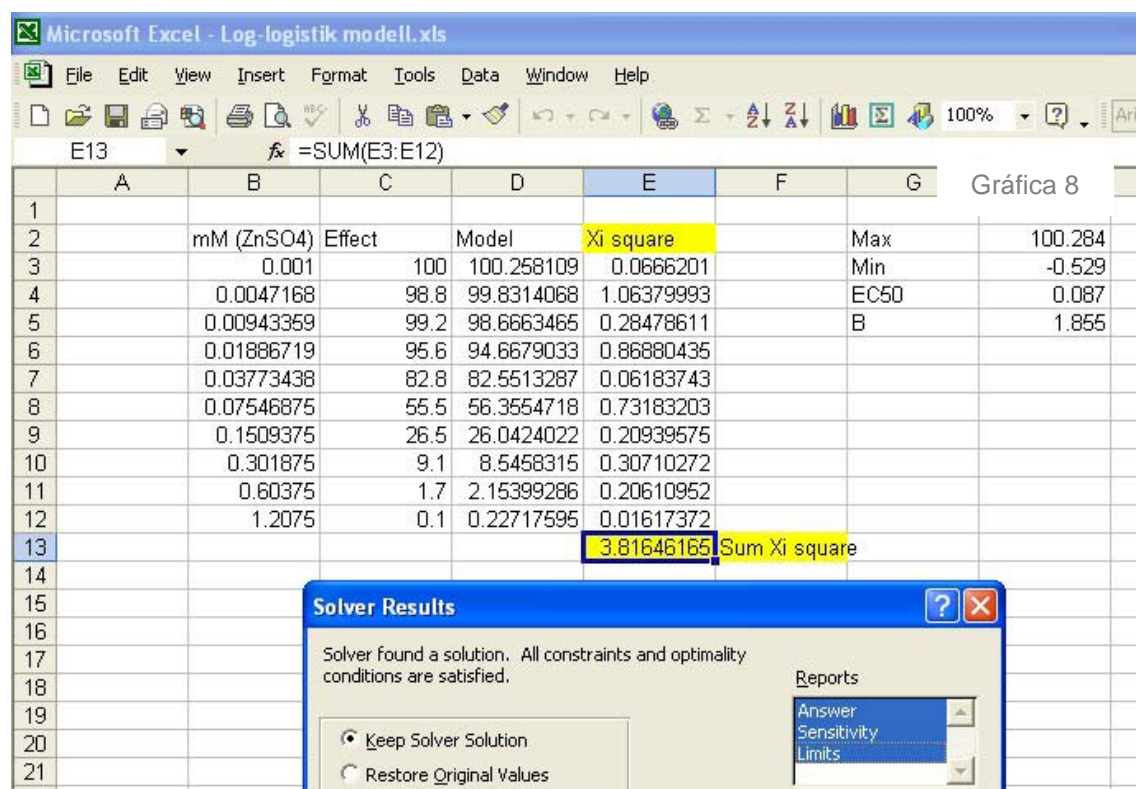 Microsoft Excel - Log-logistik modell.xls
File Edit View Insert Format Tools Data Window Help
100%
E13 fx =SUM(E3:E12)
A B C D E F G
Gráfica 8
1
2 mM (ZnSO4) Effect Model Xi square Max 100.284
3 0.001 100 100.258109 0.0666201 Min -0.529
4 0.0047168 98.8 99.8314068 1.06379993 EC50 0.087
5 0.00943359 99.2 98.6663465 0.28478611 B 1.855
6 0.01886719 95.6 94.6679033 0.86880435
7 0.03773438 82.8 82.5513287 0.06183743
8 0.07546875 55.5 56.3554718 0.73183203
9 0.1509375 26.5 26.0424022 0.20939575
10 0.301875 9.1 8.5458315 0.30710272
11 0.60375 1.7 2.15399286 0.20610952
12 1.2075 0.1 0.22717595 0.01617372
13 3.81646165 Sum Xi square
14
15
16
17
18
19
20
21
Solver Results
Solver found a solution. All constraints and optimality
conditions are satisfied.
Reports
Answer
Sensitivity
Limits
Keep Solver Solution
Restore Original Values